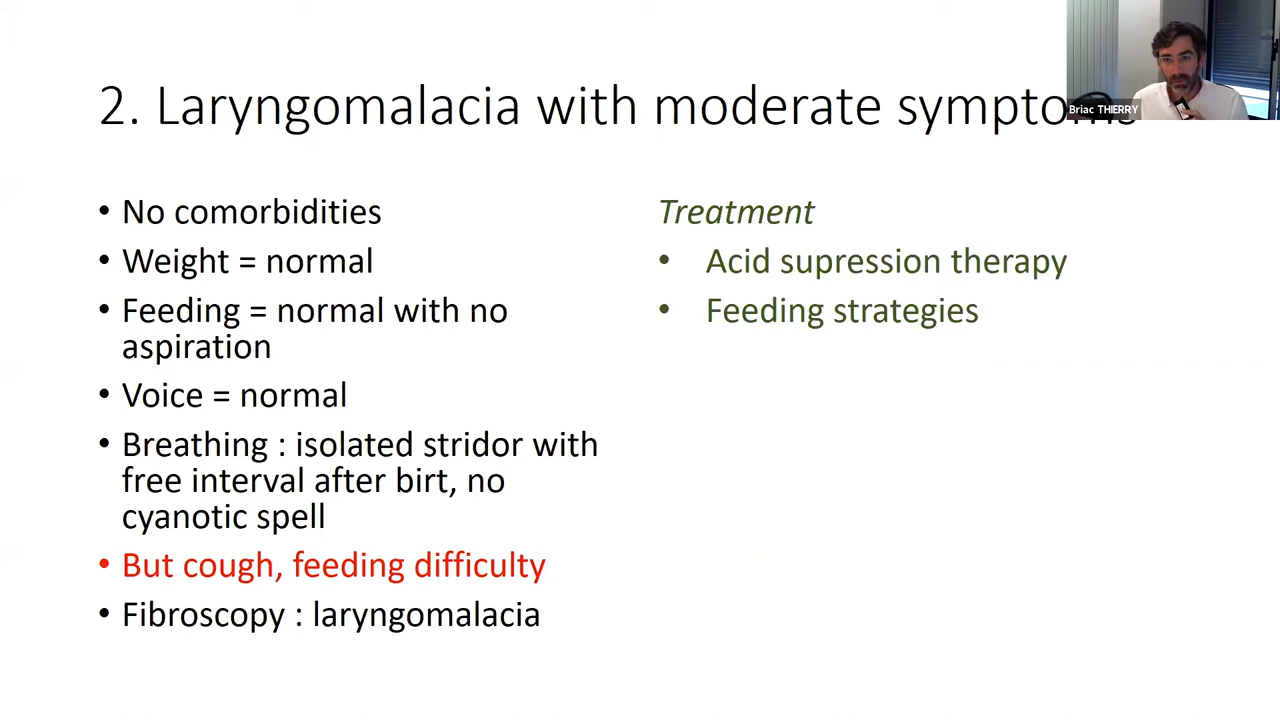 2. Laryngomalacia with moderate symptoms
Briac THIERRY
• No comorbidities
• Weight = normal
• Feeding = normal with no
aspiration
• Voice = normal
• Breathing : isolated stridor with
free interval after birt, no
cyanotic spell
• But cough, feeding difficulty
• Fibroscopy : laryngomalacia
Treatment
• Acid supression therapy
• Feeding strategies